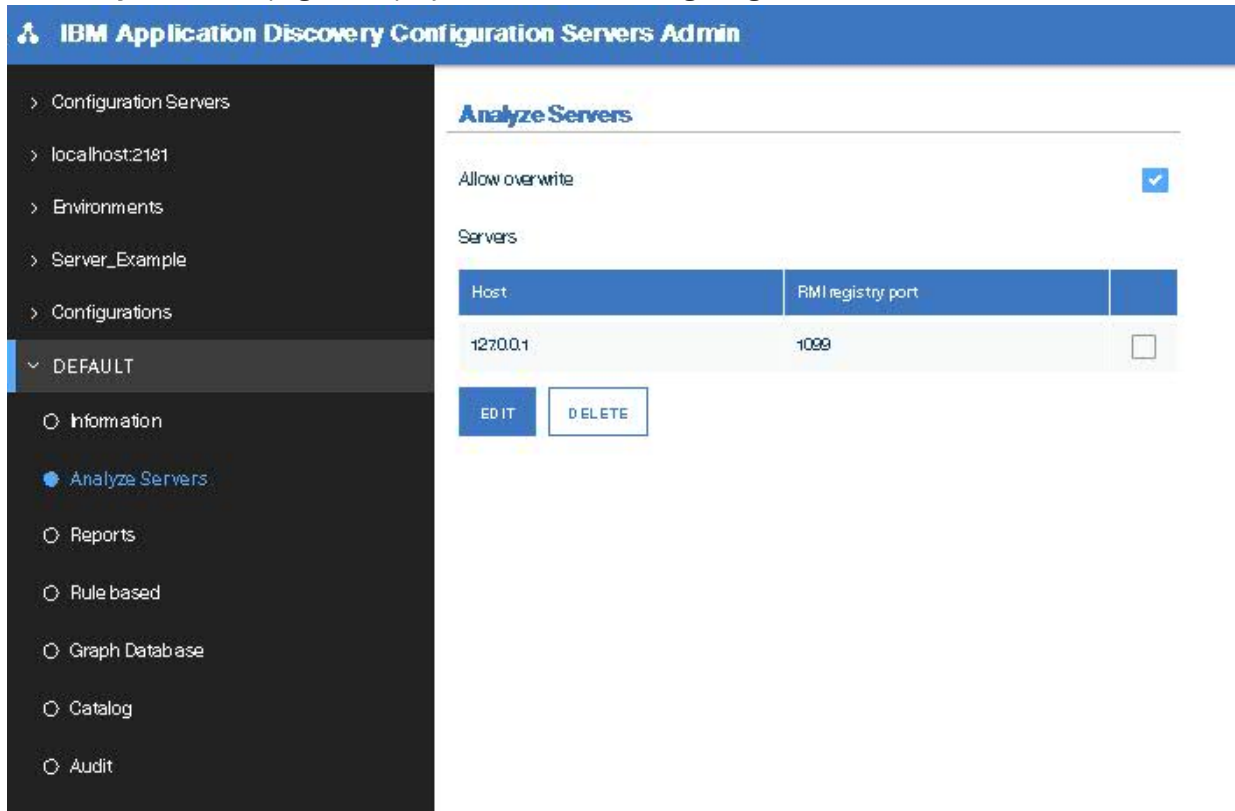 IBM Application Discovery Configuration Servers Admin
Configuration Servers
localhost:2181
Environments
Server_Example
Configurations
DEFAULT
Information
Analyze Servers
Reports
Rule based
Graph Database
Catalog
Audit
Analyze Servers
Allow overwrite
Servers
Host RMI registry port
127.0.0.1 1099
EDIT DELETE